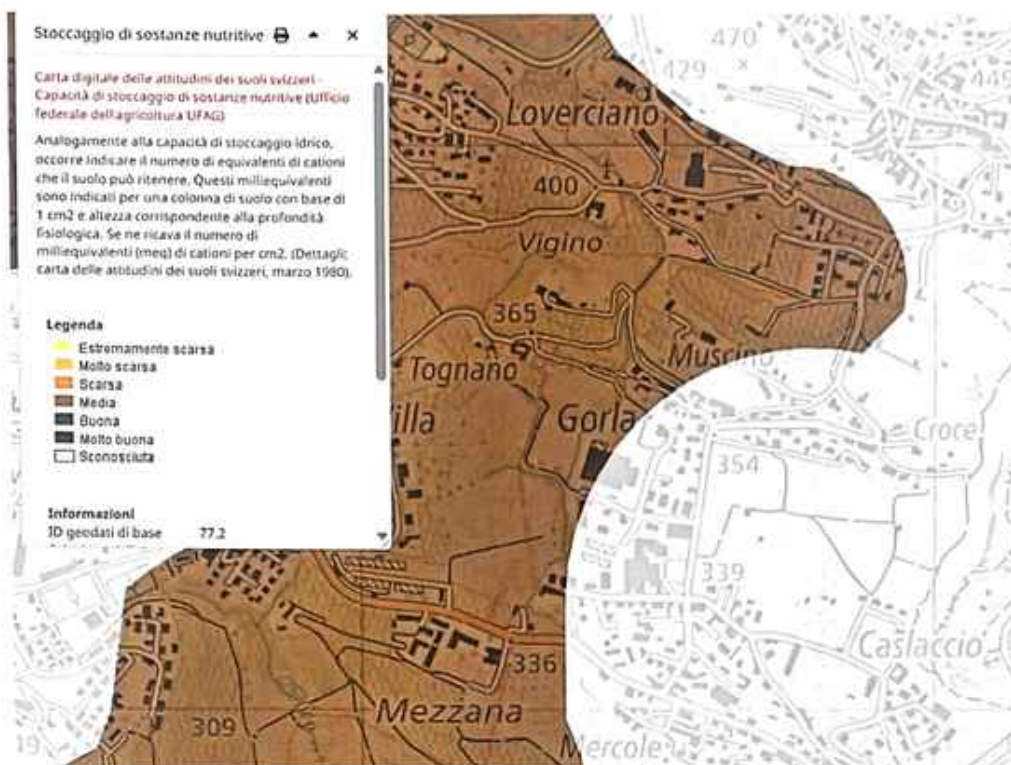 Stoccaggio di sostanze nutritive
Carta digitale delle attitudini dei suoli svizzeri -
Capacità di stoccaggio di sostanze nutritive (Ufficio
federale dell'agricoltura UFAG)
Analogamente alla capacità di stoccaggio idrico,
occorre indicare il numero di equivalenti di cationi
che il suolo può ritenere. Questi milliequivalenti
sono indicati per una colonna di suolo con base di
1 cm2 e altezza corrispondente alla profondità
fisiologica. Se ne ricava il numero di
milliequivalenti (meq) di cationi per cm2. (Dettagli:
carta delle attitudini dei suoli svizzeri, marzo 1980).
Legenda
Estremamente scarsa
Molto scarsa
Scarsa
Media
Buona
Molto buona
Sconosciuta
Informazioni
ID geodati di base 77.2
470
429
449
Loverciano
400
Vigino
365
Muscino
Tognano
illa
Gorla
Croce
354
339
Caslaccio
336
Mezzana
309
Mercole
19